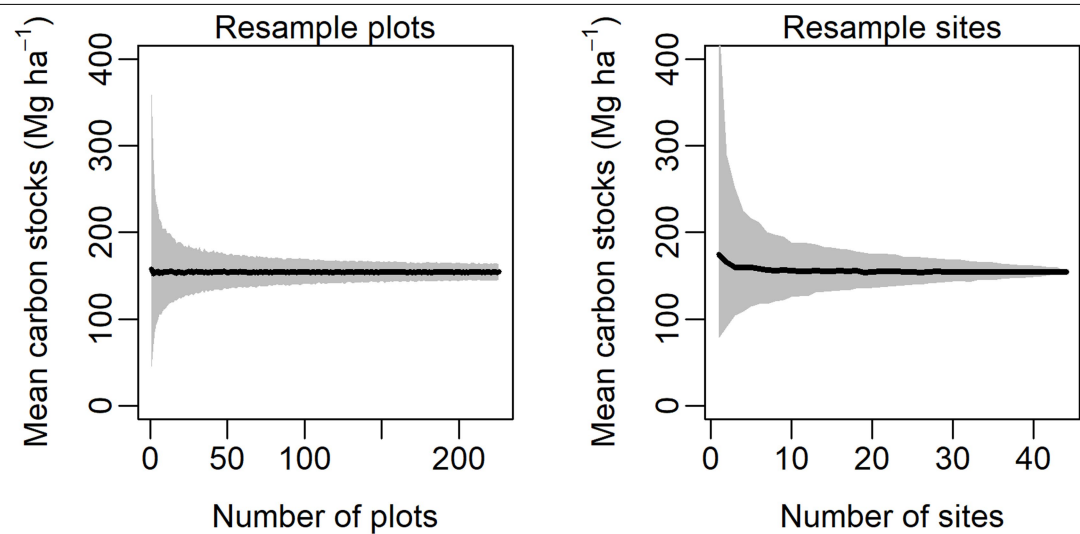 Resample plots
Mean carbon stocks (Mg ha⁻¹)
400
300
200
100
0
0 50 100 200
Number of plots
Resample sites
Mean carbon stocks (Mg ha⁻¹)
400
300
200
100
0
0 10 20 30 40
Number of sites